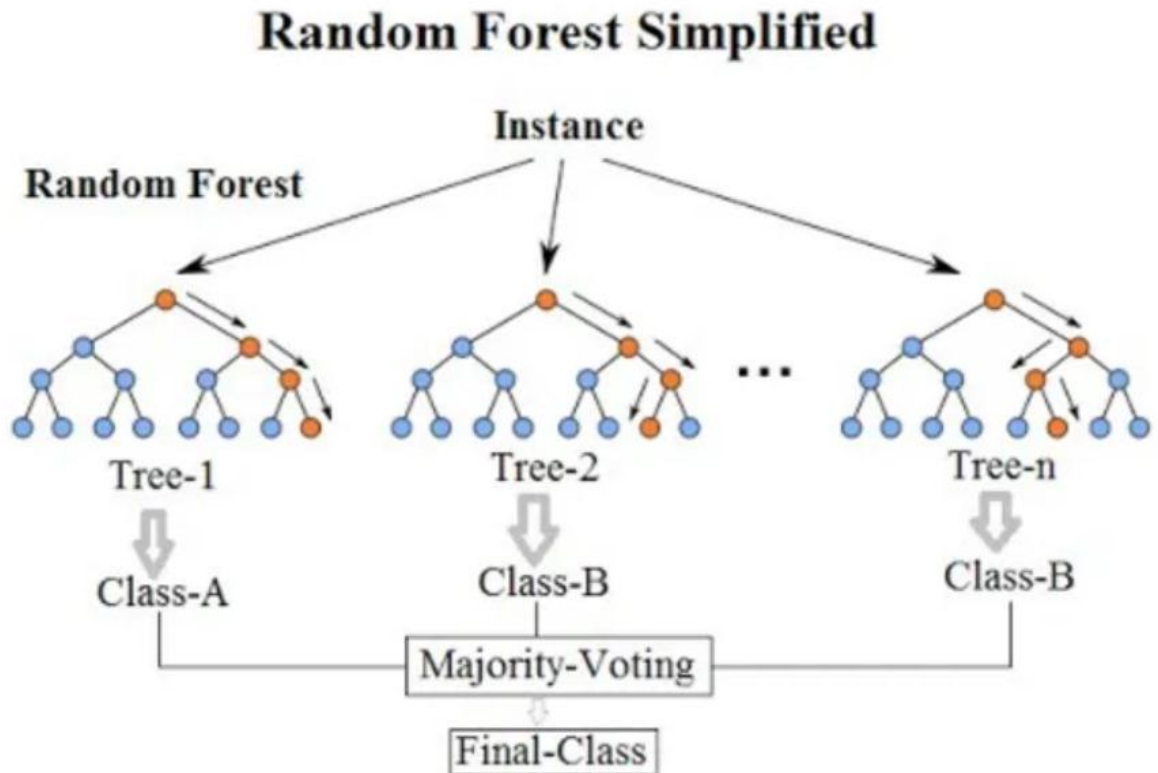 Random Forest Simplified
Instance
Random Forest
...
Tree-1
Tree-2
Tree-n
Class-A
Class-B
Class-B
Majority-Voting
Final-Class